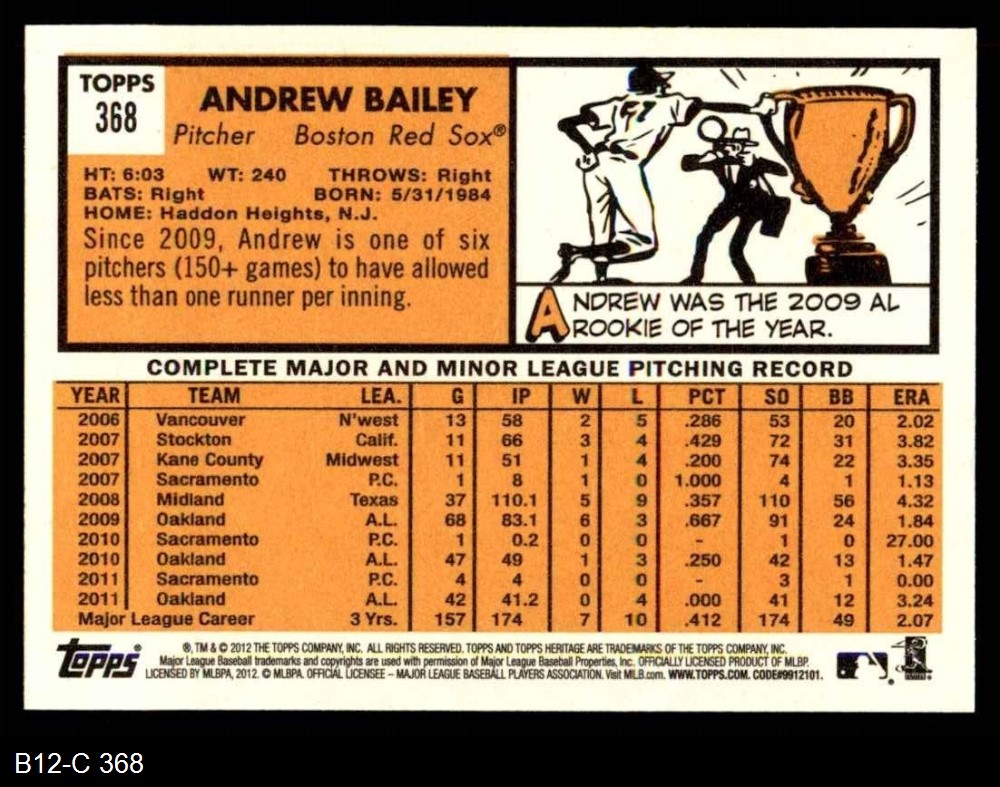 TOPPS
368
ANDREW BAILEY
Pitcher Boston Red Sox®
HT: 6:03 WT: 240 THROWS: Right
BATS: Right BORN: 5/31/1984
HOME: Haddon Heights, N.J.
Since 2009, Andrew is one of six
pitchers (150+ games) to have allowed
less than one runner per inning.
ANDREW WAS THE 2009 AL
ROOKIE OF THE YEAR.
COMPLETE MAJOR AND MINOR LEAGUE PITCHING RECORD
YEAR TEAM LEA. G IP W L PCT SO BB ERA
2006 Vancouver N'west 13 58 2 5 .286 53 20 2.02
2007 Stockton Calif. 11 66 3 4 .429 72 31 3.82
2007 Kane County Midwest 11 51 1 4 .200 74 22 3.35
2007 Sacramento P.C. 1 8 1 0 1.000 4 1 1.13
2008 Midland Texas 37 110.1 5 9 .357 110 56 4.32
2009 Oakland A.L. 68 83.1 6 3 .667 91 24 1.84
2010 Sacramento P.C. 1 0.2 0 0 - 1 0 27.00
2010 Oakland A.L. 47 49 1 3 .250 42 13 1.47
2011 Sacramento P.C. 4 4 0 0 - 3 1 0.00
2011 Oakland A.L. 42 41.2 0 4 .000 41 12 3.24
Major League Career 3 Yrs. 157 174 7 10 .412 174 49 2.07
topps®
®, TM & © 2012 THE TOPPS COMPANY, INC. ALL RIGHTS RESERVED. TOPPS AND TOPPS HERITAGE ARE TRADEMARKS OF THE TOPPS COMPANY, INC.
Major League Baseball trademarks and copyrights are used with permission of Major League Baseball Properties, Inc. OFFICIALLY LICENSED PRODUCT OF MLBP.
LICENSED BY MLBPA, 2012. © MLBPA. OFFICIAL LICENSEE – MAJOR LEAGUE BASEBALL PLAYERS ASSOCIATION. Visit MLB.com. WWW.TOPPS.COM. CODE#9912101.
B12-C 368